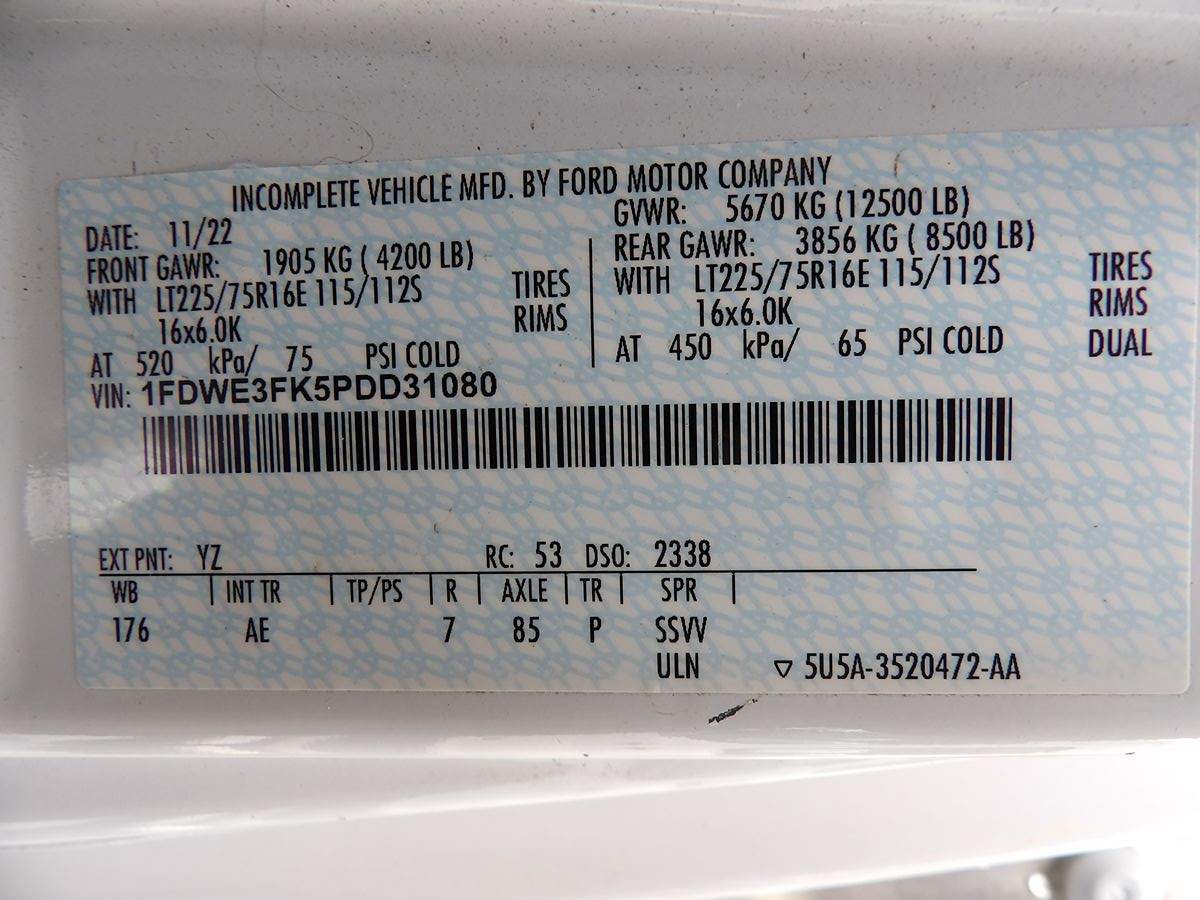 INCOMPLETE VEHICLE MFD. BY FORD MOTOR COMPANY
DATE: 11/22
GVWR: 5670 KG (12500 LB)
FRONT GAWR: 1905 KG ( 4200 LB)
REAR GAWR: 3856 KG ( 8500 LB)
WITH LT225/75R16E 115/112S TIRES
WITH LT225/75R16E 115/112S TIRES
16x6.0K RIMS
16x6.0K RIMS
AT 520 kPa/ 75 PSI COLD
AT 450 kPa/ 65 PSI COLD DUAL
VIN: 1FDWE3FK5PDD31080
EXT PNT: YZ RC: 53 DSO: 2338
WB | INT TR | TP/PS | R | AXLE | TR | SPR |
176 AE 7 85 P SSVV
ULN ▽ 5U5A-3520472-AA